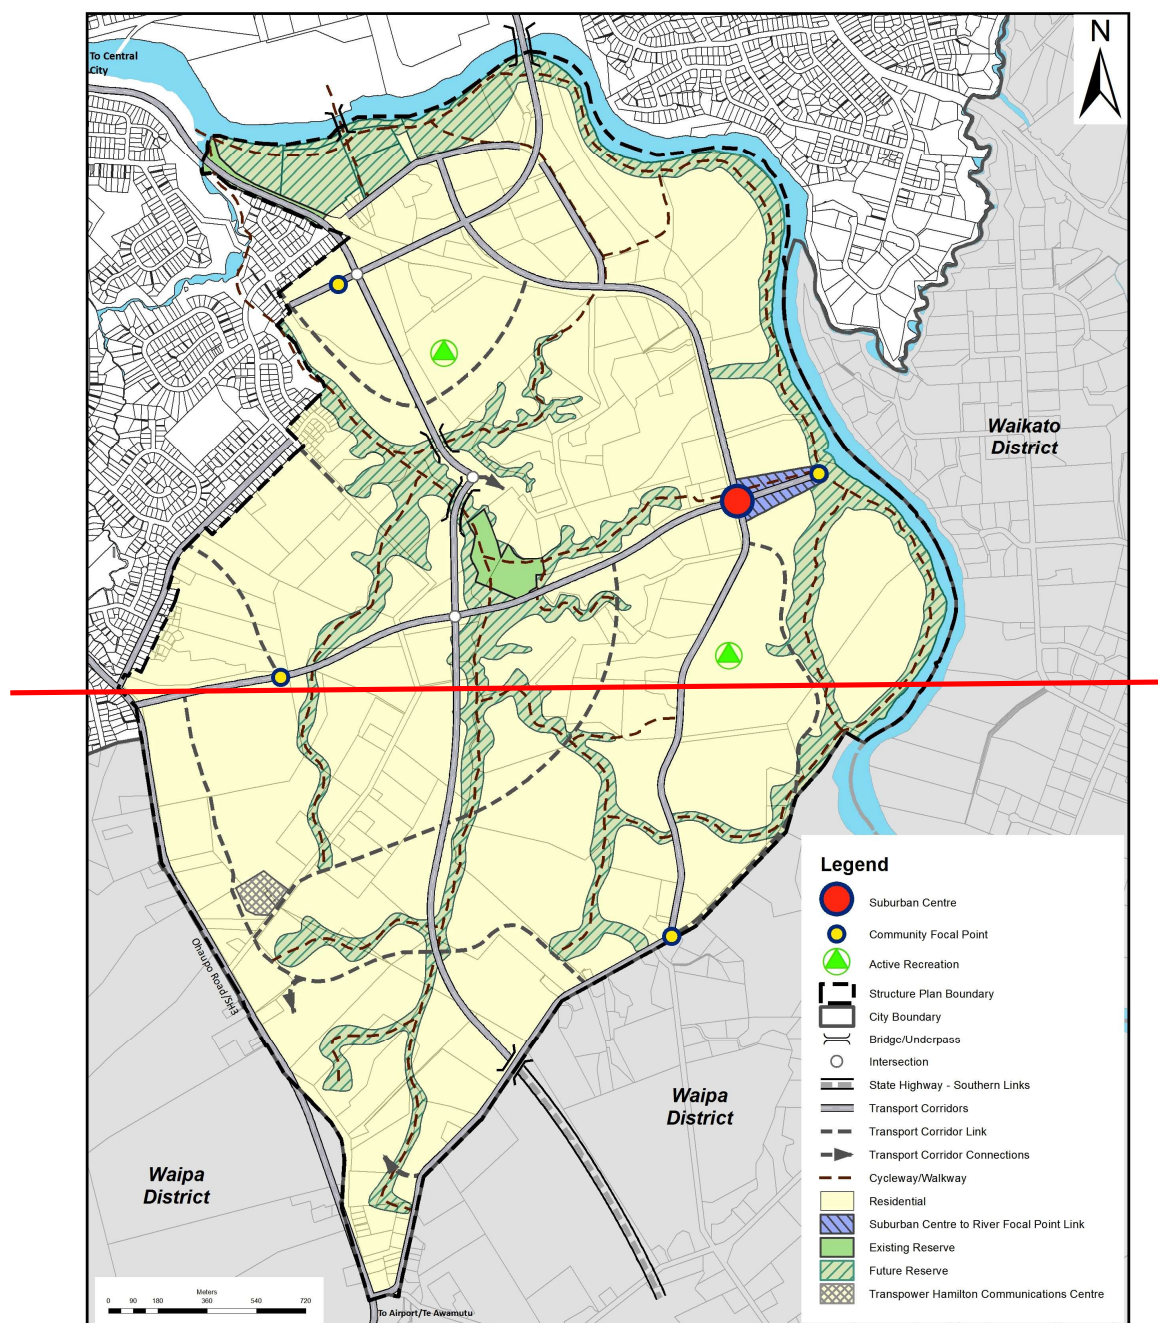 To Central
City
N
Waikato
District
Ohaupo Road/SH3
Waipa
District
Waipa
District
To Airport/Te Awamutu
Meters
0 90 180 360 540 720
Legend
Suburban Centre
Community Focal Point
Active Recreation
Structure Plan Boundary
City Boundary
Bridge/Underpass
Intersection
State Highway - Southern Links
Transport Corridors
Transport Corridor Link
Transport Corridor Connections
Cycleway/Walkway
Residential
Suburban Centre to River Focal Point Link
Existing Reserve
Future Reserve
Transpower Hamilton Communications Centre